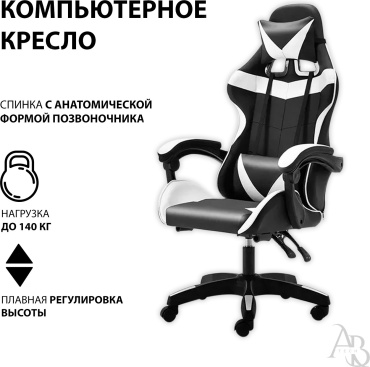 КОМПЬЮТЕРНОЕ
КРЕСЛО
СПИНКА С АНАТОМИЧЕСКОЙ
ФОРМОЙ ПОЗВОНОЧНИКА
НАГРУЗКА
ДО 140 КГ
ПЛАВНАЯ РЕГУЛИРОВКА
ВЫСОТЫ